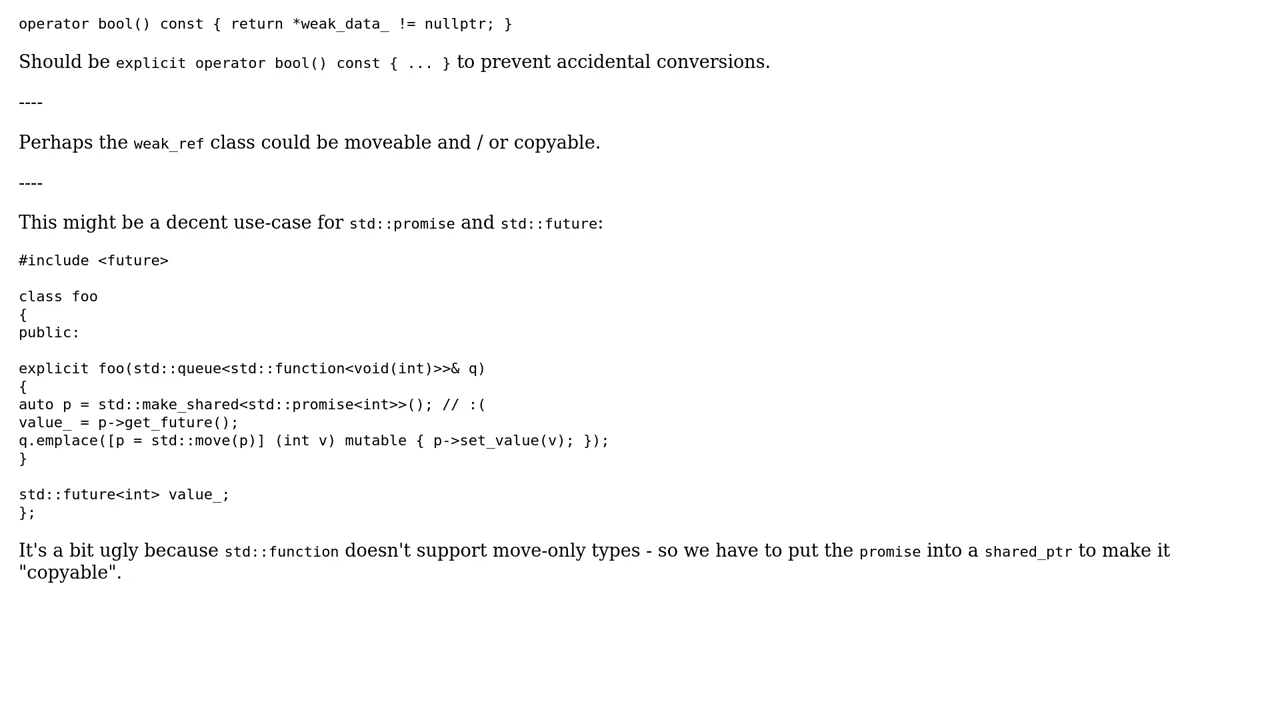 operator bool() const { return *weak_data_ != nullptr; }
Should be explicit operator bool() const { ... } to prevent accidental conversions.
----
Perhaps the weak_ref class could be moveable and / or copyable.
----
This might be a decent use-case for std::promise and std::future:
#include <future>
class foo
{
public:
explicit foo(std::queue<std::function<void(int)>>& q)
{
auto p = std::make_shared<std::promise<int>>(); // :(
value_ = p->get_future();
q.emplace([p = std::move(p)] (int v) mutable { p->set_value(v); });
}
std::future<int> value_;
};
It's a bit ugly because std::function doesn't support move-only types - so we have to put the promise into a shared_ptr to make it
"copyable".